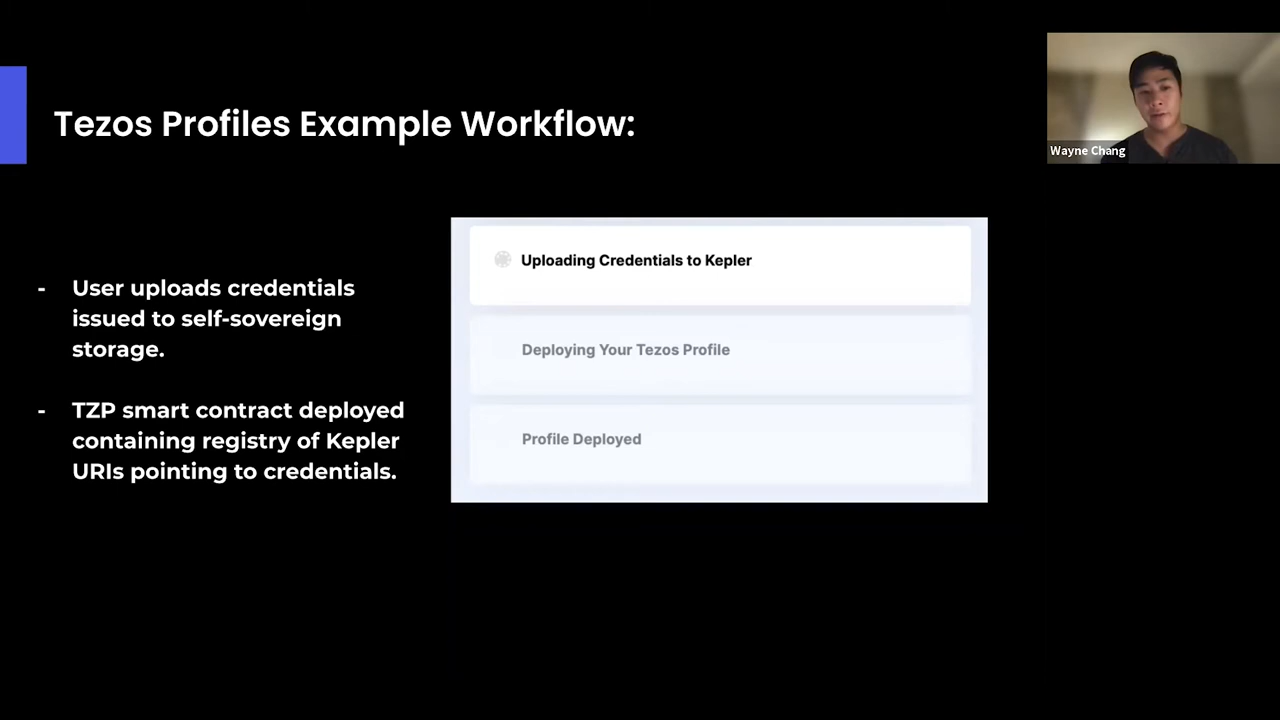 Tezos Profiles Example Workflow:
Wayne Chang
- User uploads credentials
issued to self-sovereign
storage.
- TZP smart contract deployed
containing registry of Kepler
URIs pointing to credentials.
Uploading Credentials to Kepler
Deploying Your Tezos Profile
Profile Deployed